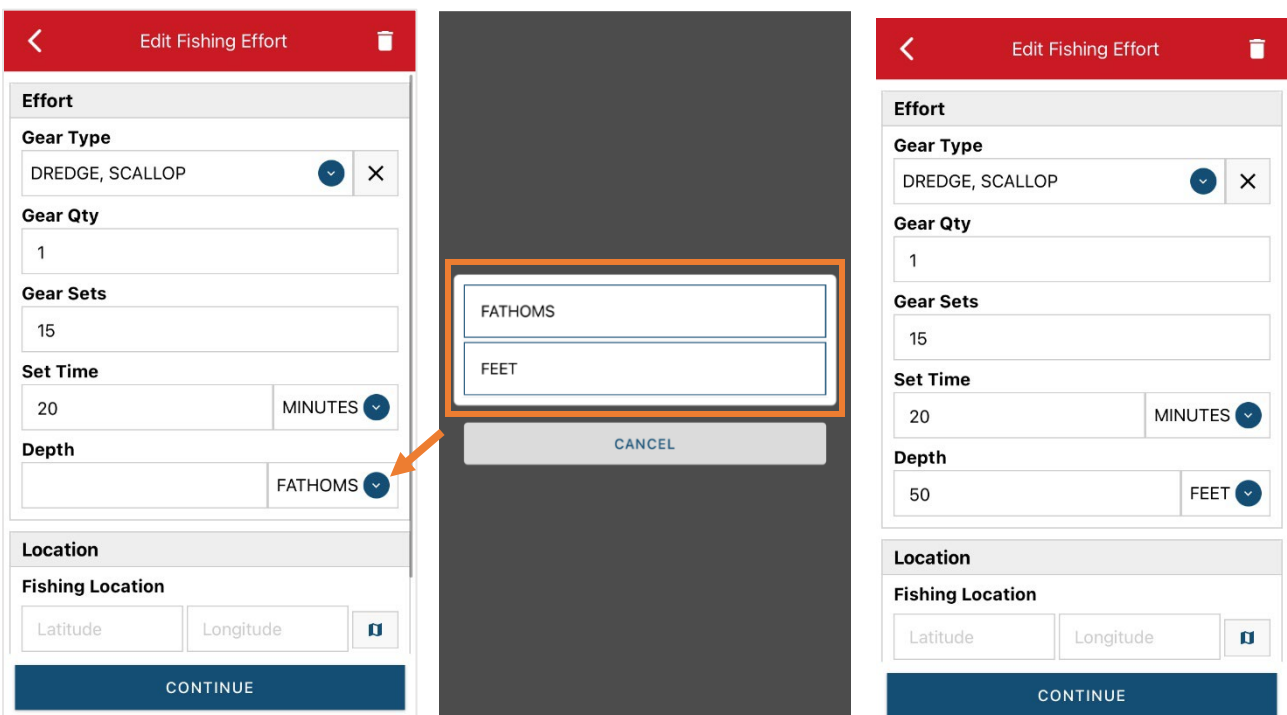 Edit Fishing Effort
Effort
Gear Type
DREDGE, SCALLOP
Gear Qty
1
Gear Sets
15
Set Time
20 MINUTES
Depth
FATHOMS
Location
Fishing Location
Latitude Longitude
CONTINUE
FATHOMS
FEET
CANCEL
Edit Fishing Effort
Effort
Gear Type
DREDGE, SCALLOP
Gear Qty
1
Gear Sets
15
Set Time
20 MINUTES
Depth
50 FEET
Location
Fishing Location
Latitude Longitude
CONTINUE